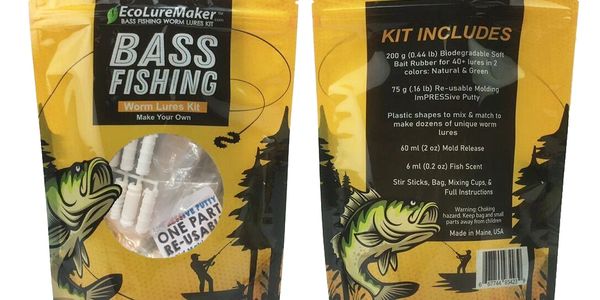 EcoLureMaker
BASS FISHING WORM LURES KIT
BASS
FISHING
Worm Lures Kit
Make Your Own
PUTTY
ONE PART
RE-USAB
KIT INCLUDES
200 g (0.44 lb) Biodegradable Soft
Bait Rubber for 40+ lures in 2
colors: Natural & Green
75 g (.16 lb) Re-usable Molding
ImPRESSive Putty
Plastic shapes to mix & match to
make dozens of unique worm
lures
60 ml (2 oz) Mold Release
6 ml (0.2 oz) Fish Scent
Stir Sticks, Bag, Mixing Cups, &
Full Instructions
Warning: Choking
hazard. Keep bag and small
parts away from children
Made in Maine, USA